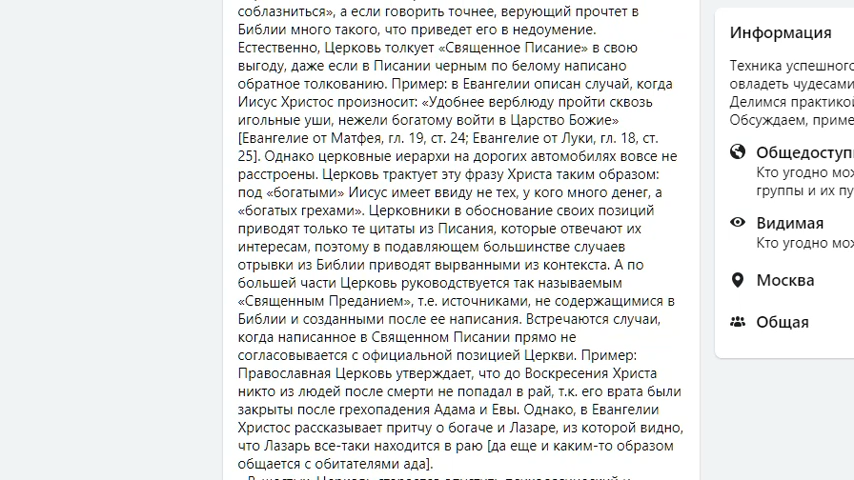 соблазниться», а если говорить точнее, верующий прочтет в
Библии много такого, что приведет его в недоумение.
Естественно, Церковь толкует «Священное Писание» в свою
выгоду, даже если в Писании черным по белому написано
обратное толкованию. Пример: в Евангелии описан случай, когда
Иисус Христос произносит: «Удобнее верблюду пройти сквозь
игольные уши, нежели богатому войти в Царство Божие»
[Евангелие от Матфея, гл. 19, ст. 24; Евангелие от Луки, гл. 18, ст.
25]. Однако церковные иерархи на дорогих автомобилях вовсе не
расстроены. Церковь трактует эту фразу Христа таким образом:
под «богатыми» Иисус имеет ввиду не тех, у кого много денег, а
«богатых грехами». Церковники в обоснование своих позиций
приводят только те цитаты из Писания, которые отвечают их
интересам, поэтому в подавляющем большинстве случаев
отрывки из Библии приводят вырванными из контекста. А по
большей части Церковь руководствуется так называемым
«Священным Преданием», т.е. источниками, не содержащимися в
Библии и созданными после ее написания. Встречаются случаи,
когда написанное в Священном Писании прямо не
согласовывается с официальной позицией Церкви. Пример:
Православная Церковь утверждает, что до Воскресения Христа
никто из людей после смерти не попадал в рай, т.к. его врата были
закрыты после грехопадения Адама и Евы. Однако, в Евангелии
Христос рассказывает притчу о богаче и Лазаре, из которой видно,
что Лазарь все-таки находится в раю [да еще и каким-то образом
общается с обитателями ада].
Информация
Техника успешного
овладеть чудесами
Делимся практикой
Обсуждаем, приме
Общедоступ
Кто угодно мож
группы и их пу
Видимая
Кто угодно мож
Москва
Общая